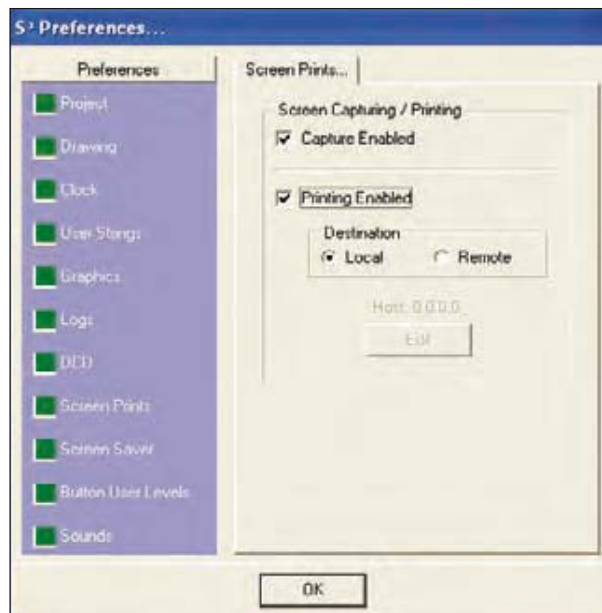 S³ Preferences...
Preferences
Project
Drawing
Clock
User Strings
Graphics
Logs
DED
Screen Prints
Screen Saver
Button User Levels
Sounds
Screen Prints...
Screen Capturing / Printing
Capture Enabled
Printing Enabled
Destination
Local Remote
Host: 0.0.0.0
Edit
OK